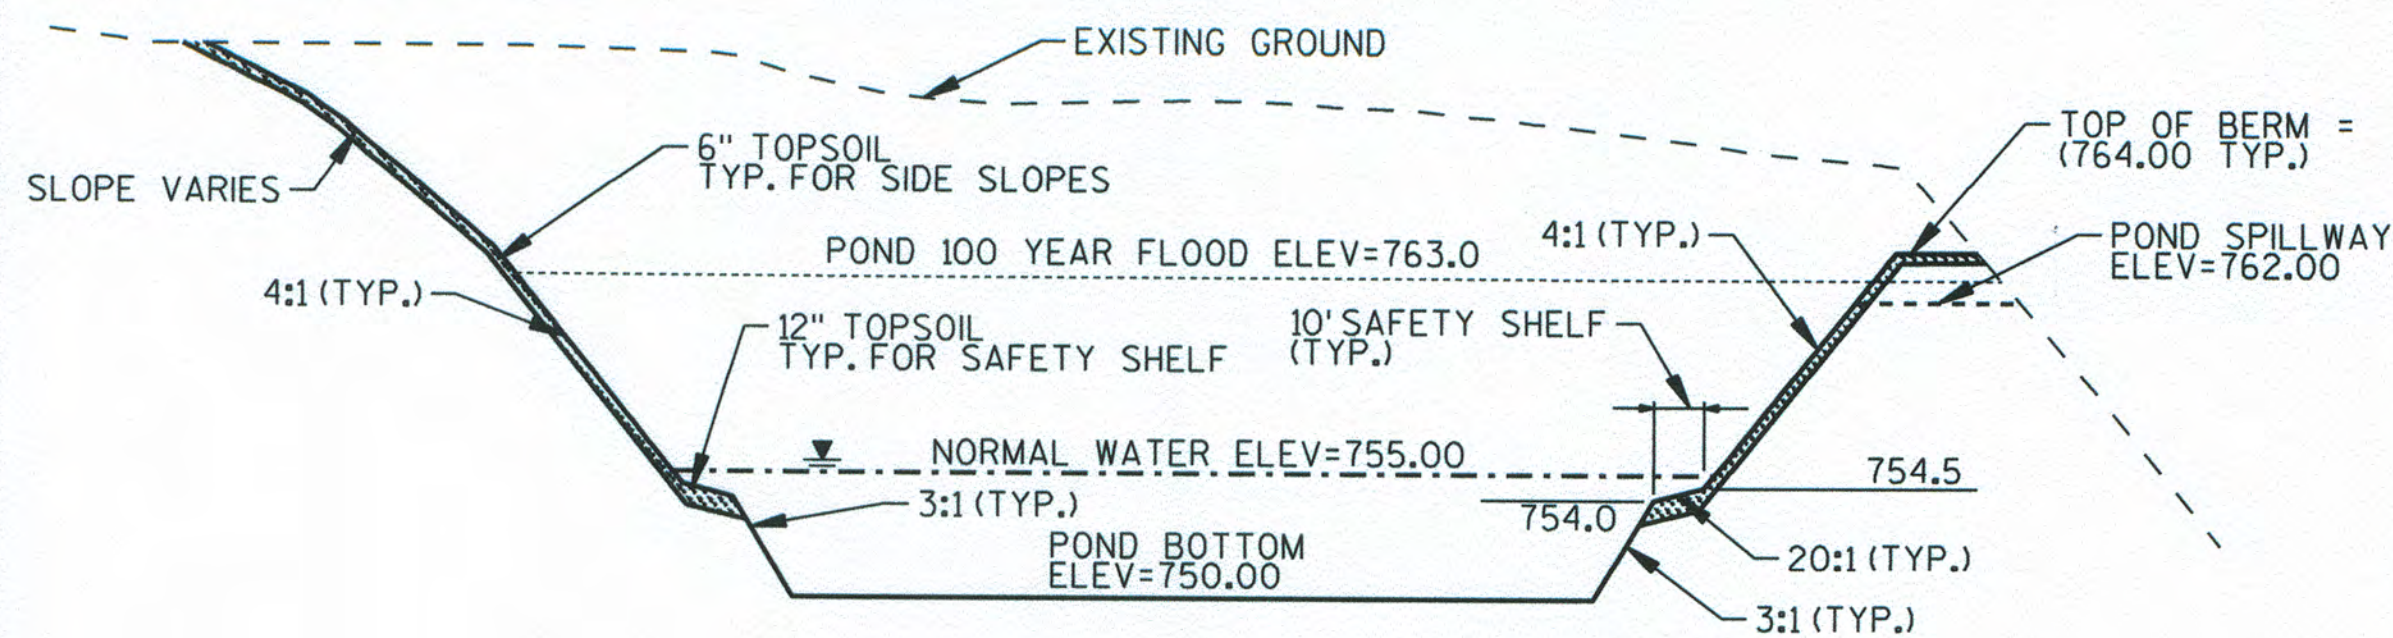 EXISTING GROUND
TOP OF BERM =
(764.00 TYP.)
6" TOPSOIL
TYP. FOR SIDE SLOPES
SLOPE VARIES
POND 100 YEAR FLOOD ELEV=763.0
4:1 (TYP.)
POND SPILLWAY
ELEV=762.00
4:1 (TYP.)
12" TOPSOIL
TYP. FOR SAFETY SHELF
10' SAFETY SHELF
(TYP.)
NORMAL WATER ELEV=755.00
754.5
3:1 (TYP.)
754.0
POND BOTTOM
ELEV=750.00
20:1 (TYP.)
3:1 (TYP.)